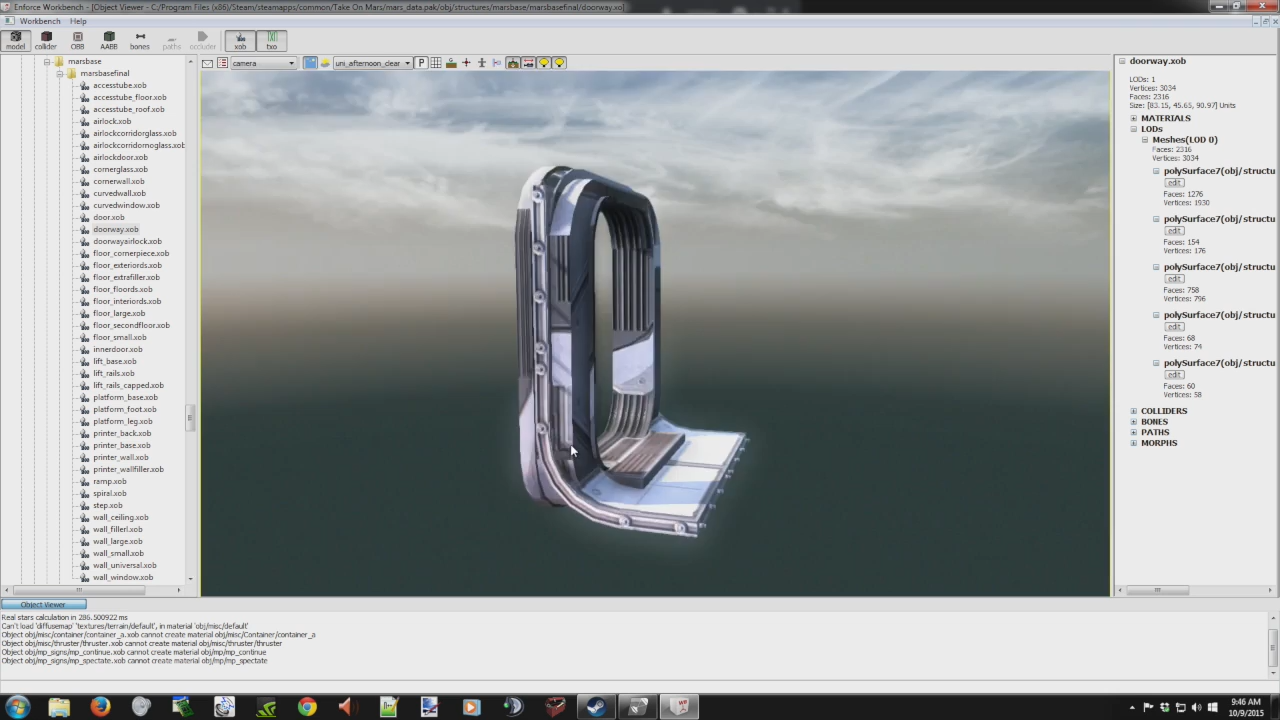 Enforce Workbench - [Object Viewer - C:/Program Files (x86)/Steam/steamapps/common/Take On Mars/mars_data.pak/obj/structures/marsbase/marsbasefinal/doorway.xo]
Workbench Help
model collider OBB AABB bones paths occluder xob txo
camera uni_afternoon_clear P
marsbase
marsbasefinal
accesstube.xob
accesstube_floor.xob
accesstube_roof.xob
airlock.xob
airlockcorridorglass.xob
airlockcorridornoglass.xob
airlockdoor.xob
cornerglass.xob
cornerwall.xob
curvedwall.xob
curvedwindow.xob
door.xob
doorway.xob
doorwayairlock.xob
floor_cornerpiece.xob
floor_exteriords.xob
floor_extrafiller.xob
floor_floords.xob
floor_interiords.xob
floor_large.xob
floor_secondfloor.xob
floor_small.xob
innerdoor.xob
lift_base.xob
lift_rails.xob
lift_rails_capped.xob
platform_base.xob
platform_foot.xob
platform_leg.xob
printer_back.xob
printer_base.xob
printer_wall.xob
printer_wallfiller.xob
ramp.xob
spiral.xob
step.xob
wall_ceiling.xob
wall_fillerl.xob
wall_large.xob
wall_small.xob
wall_universal.xob
wall_window.xob
doorway.xob
LODs: 1
Vertices: 3034
Faces: 2316
Size: [83.15, 45.65, 90.97] Units
MATERIALS
LODs
Meshes(LOD 0)
Faces: 2316
Vertices: 3034
polySurface7(obj/structu
edit
Faces: 1276
Vertices: 1930
polySurface7(obj/structu
edit
Faces: 154
Vertices: 176
polySurface7(obj/structu
edit
Faces: 758
Vertices: 796
polySurface7(obj/structu
edit
Faces: 68
Vertices: 74
polySurface7(obj/structu
edit
Faces: 60
Vertices: 58
COLLIDERS
BONES
PATHS
MORPHS
Object Viewer
Real stars calculation in 286.500922 ms
Can't load 'diffusemap' 'textures/terrain/default', in material 'obj/misc/default'
Object obj/misc/container/container_a.xob cannot create material obj/misc/Container/container_a
Object obj/misc/thruster/thruster.xob cannot create material obj/misc/thruster/thruster
Object obj/mp_signs/mp_continue.xob cannot create material obj/mp/mp_continue
Object obj/mp_signs/mp_spectate.xob cannot create material obj/mp/mp_spectate
9:46 AM
10/9/2015